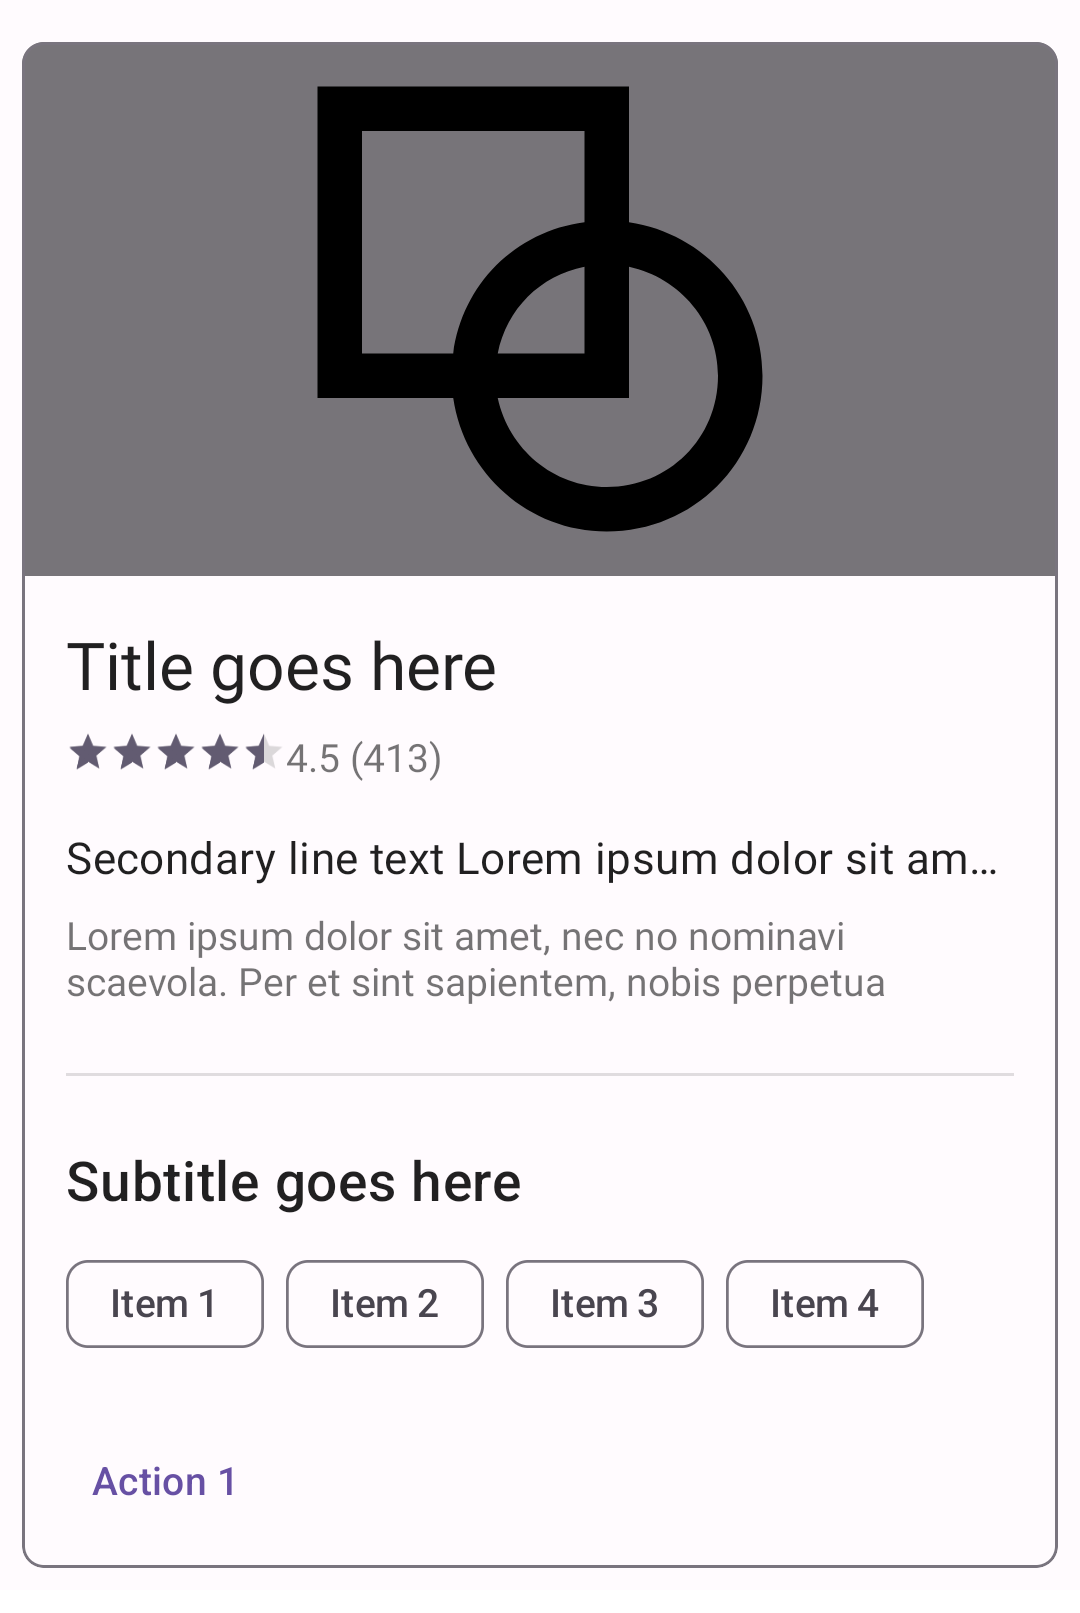 Title goes here
4.5 (413)
Secondary line text Lorem ipsum dolor sit am...
Lorem ipsum dolor sit amet, nec no nominavi
scaevola. Per et sint sapientem, nobis perpetua
Subtitle goes here
Item 1 Item 2 Item 3 Item 4
Action 1